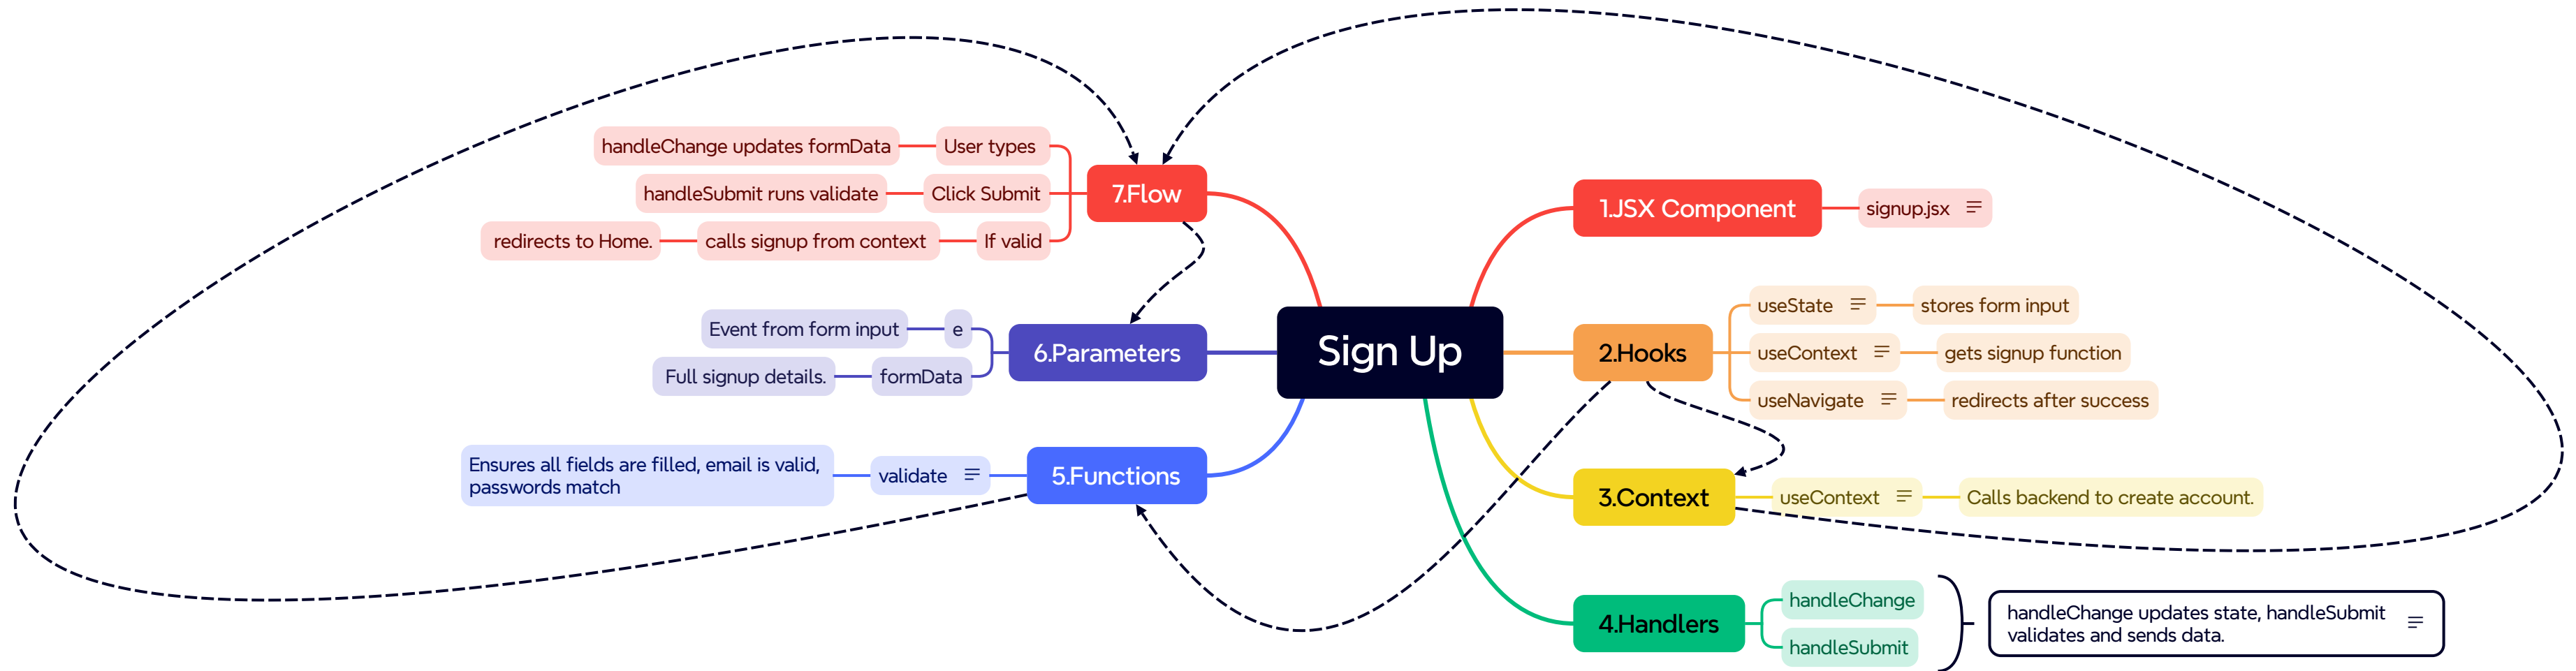 Sign Up
1.JSX Component
signup.jsx
2.Hooks
useState
stores form input
useContext
gets signup function
useNavigate
redirects after success
3.Context
useContext
Calls backend to create account.
4.Handlers
handleChange
handleSubmit
handleChange updates state, handleSubmit
validates and sends data.
5.Functions
validate
Ensures all fields are filled, email is valid,
passwords match
6.Parameters
e
Event from form input
formData
Full signup details.
7.Flow
User types
handleChange updates formData
Click Submit
handleSubmit runs validate
If valid
calls signup from context
redirects to Home.